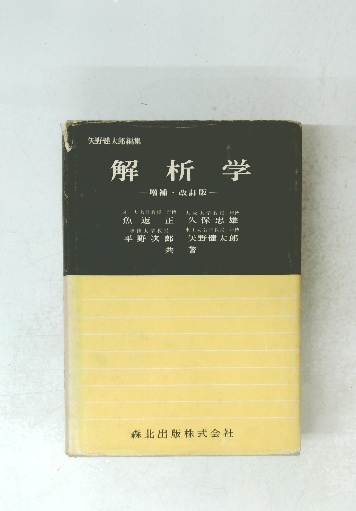 矢野健太郎編集
解析学
―増補・改訂版―
魚返正 久保忠雄
平野次郎 矢野健太郎
共著
森北出版株式会社